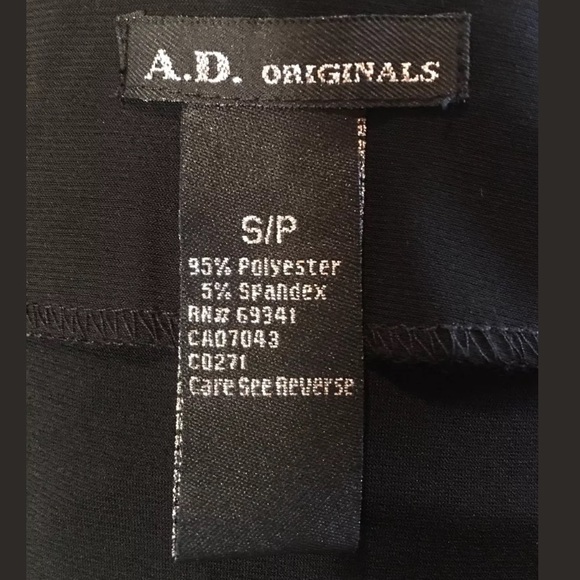 A.D. ORIGINALS
S/P
95% Polyester
5% Spandex
RN# 69341
CA07043
C0271
Care See Reverse